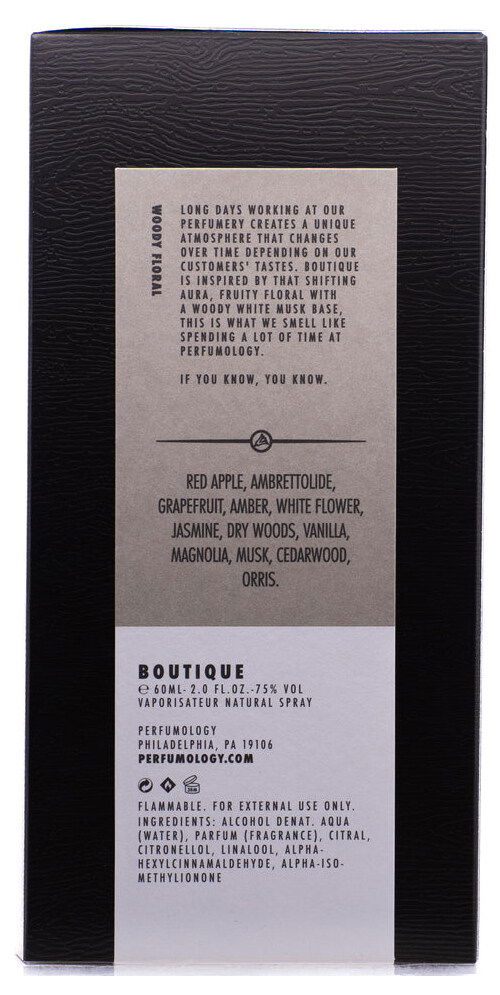 WOODY FLORAL
LONG DAYS WORKING AT OUR
PERFUMERY CREATES A UNIQUE
ATMOSPHERE THAT CHANGES
OVER TIME DEPENDING ON OUR
CUSTOMERS' TASTES. BOUTIQUE
IS INSPIRED BY THAT SHIFTING
AURA, FRUITY FLORAL WITH
A WOODY WHITE MUSK BASE,
THIS IS WHAT WE SMELL LIKE
SPENDING A LOT OF TIME AT
PERFUMOLOGY.
IF YOU KNOW, YOU KNOW.
RED APPLE, AMBRETTOLIDE,
GRAPEFRUIT, AMBER, WHITE FLOWER,
JASMINE, DRY WOODS, VANILLA,
MAGNOLIA, MUSK, CEDARWOOD,
ORRIS.
BOUTIQUE
℮ 60ML- 2.0 FL.OZ.-75% VOL
VAPORISATEUR NATURAL SPRAY
PERFUMOLOGY
PHILADELPHIA, PA 19106
PERFUMOLOGY.COM
FLAMMABLE. FOR EXTERNAL USE ONLY.
INGREDIENTS: ALCOHOL DENAT. AQUA
(WATER), PARFUM (FRAGRANCE), CITRAL,
CITRONELLOL, LINALOOL, ALPHA-
HEXYLCINNAMALDEHYDE, ALPHA-ISO-
METHYLIONONE